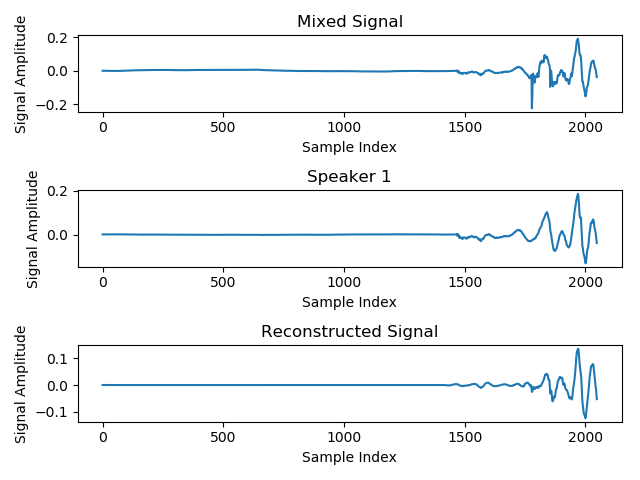 Mixed Signal
Signal Amplitude
0.2
0.0
−0.2
0 500 1000 1500 2000
Sample Index
Speaker 1
Signal Amplitude
0.2
0.0
0 500 1000 1500 2000
Sample Index
Reconstructed Signal
Signal Amplitude
0.1
0.0
−0.1
0 500 1000 1500 2000
Sample Index